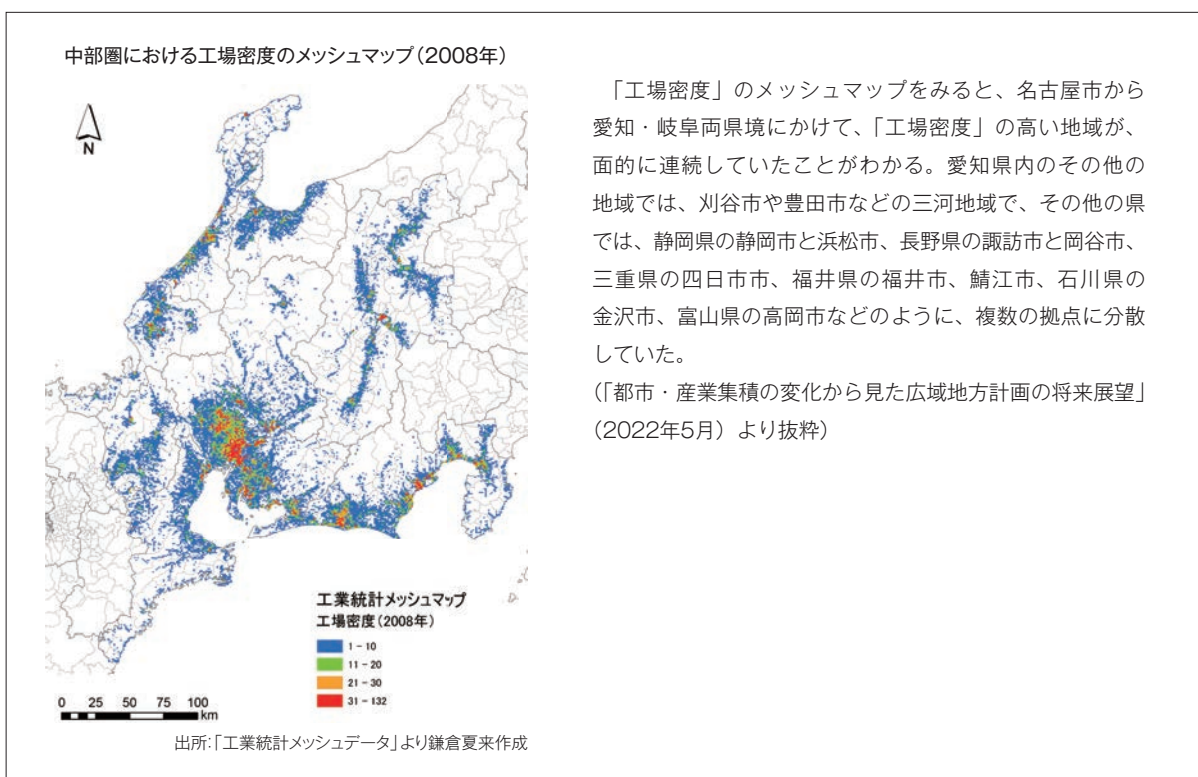 中部圏における工場密度のメッシュマップ(2008年)
N
工業統計メッシュマップ
工場密度(2008年)
1-10
11-20
21-30
31-132
0 25 50 75 100
km
出所:「工業統計メッシュデータ」より鎌倉夏来作成
「工場密度」のメッシュマップをみると、名古屋市から
愛知・岐阜両県境にかけて、「工場密度」の高い地域が、
面的に連続していたことがわかる。愛知県内のその他の
地域では、刈谷市や豊田市などの三河地域で、その他の県
では、静岡県の静岡市と浜松市、長野県の諏訪市と岡谷市、
三重県の四日市市、福井県の福井市、鯖江市、石川県の
金沢市、富山県の高岡市などのように、複数の拠点に分散
していた。
(「都市・産業集積の変化から見た広域地方計画の将来展望」
(2022年5月)より抜粋)